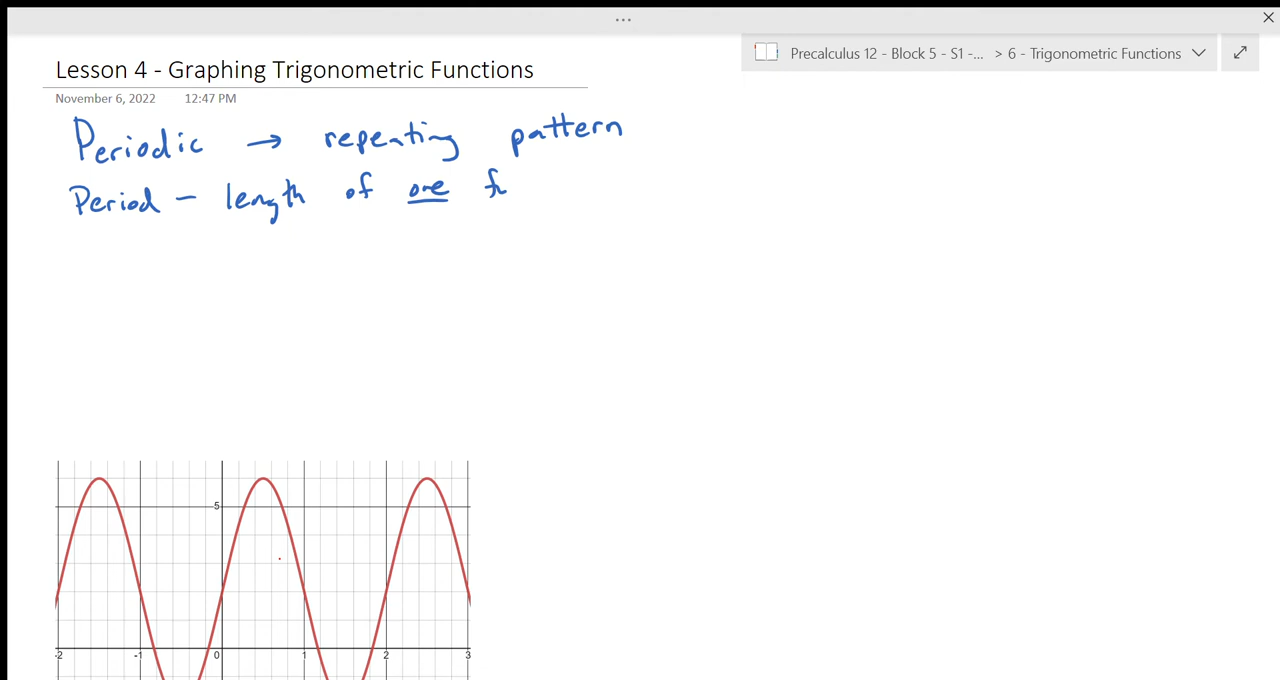 ...
Precalculus 12 - Block 5 - S1 -... > 6 - Trigonometric Functions
Lesson 4 - Graphing Trigonometric Functions
November 6, 2022 12:47 PM
Periodic → repeating pattern
Period – length of one
5
-2 -1 0 1 2 3